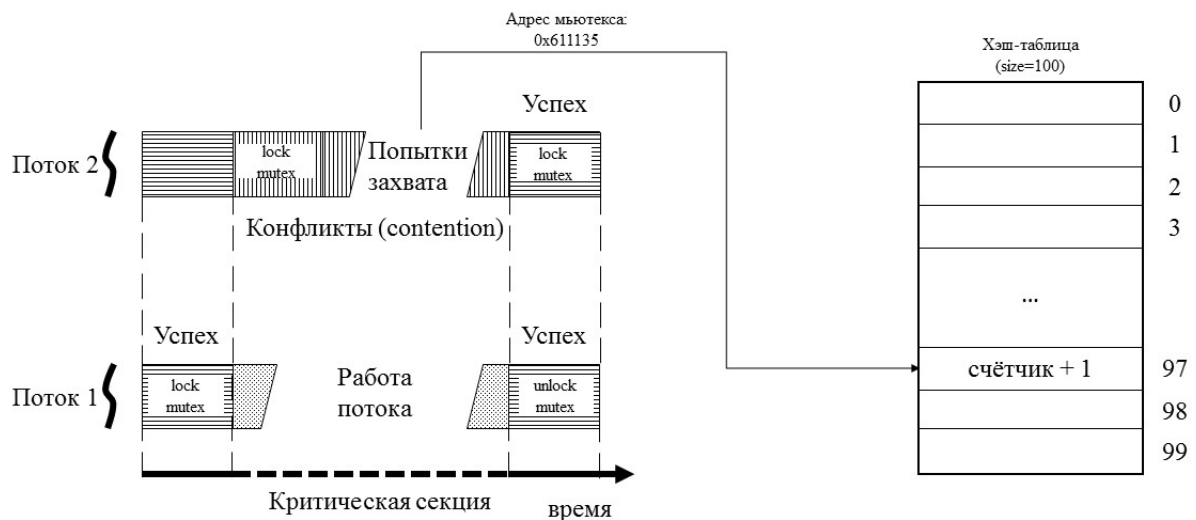 Адрес мьютекса:
0x611135
Хэш-таблица
(size=100)
0
1
2
3
...
счётчик + 1
97
98
99
Успех
Поток 2
lock
mutex
Попытки
захвата
lock
mutex
Конфликты (contention)
Успех
Успех
Поток 1
lock
mutex
Работа
потока
unlock
mutex
Критическая секция
время